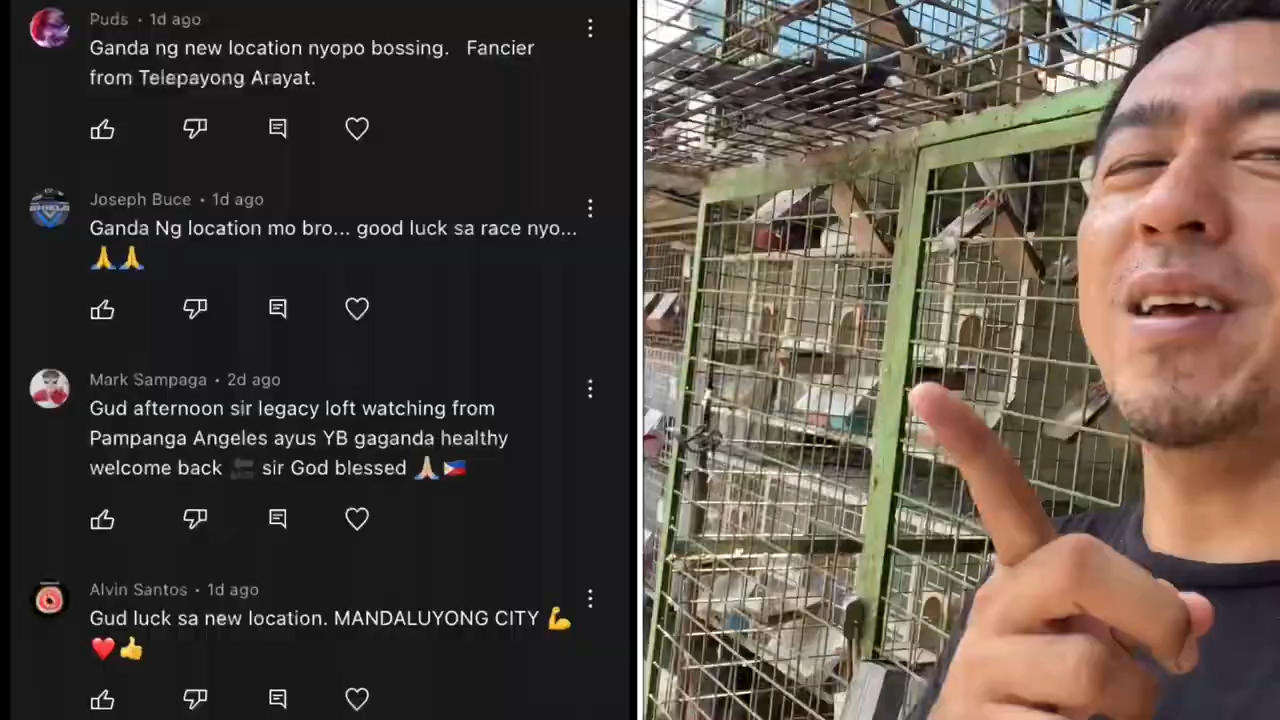 Puds • 1d ago
Ganda ng new location nyopo bossing. Fancier
from Telepayong Arayat.
Joseph Buce • 1d ago
Ganda Ng location mo bro... good luck sa race nyo...
🙏🙏
Mark Sampaga • 2d ago
Gud afternoon sir legacy loft watching from
Pampanga Angeles ayus YB gaganda healthy
welcome back 🔙 sir God blessed 🙏🏼🇵🇭
Alvin Santos • 1d ago
Gud luck sa new location. MANDALUYONG CITY 💪
❤️👍